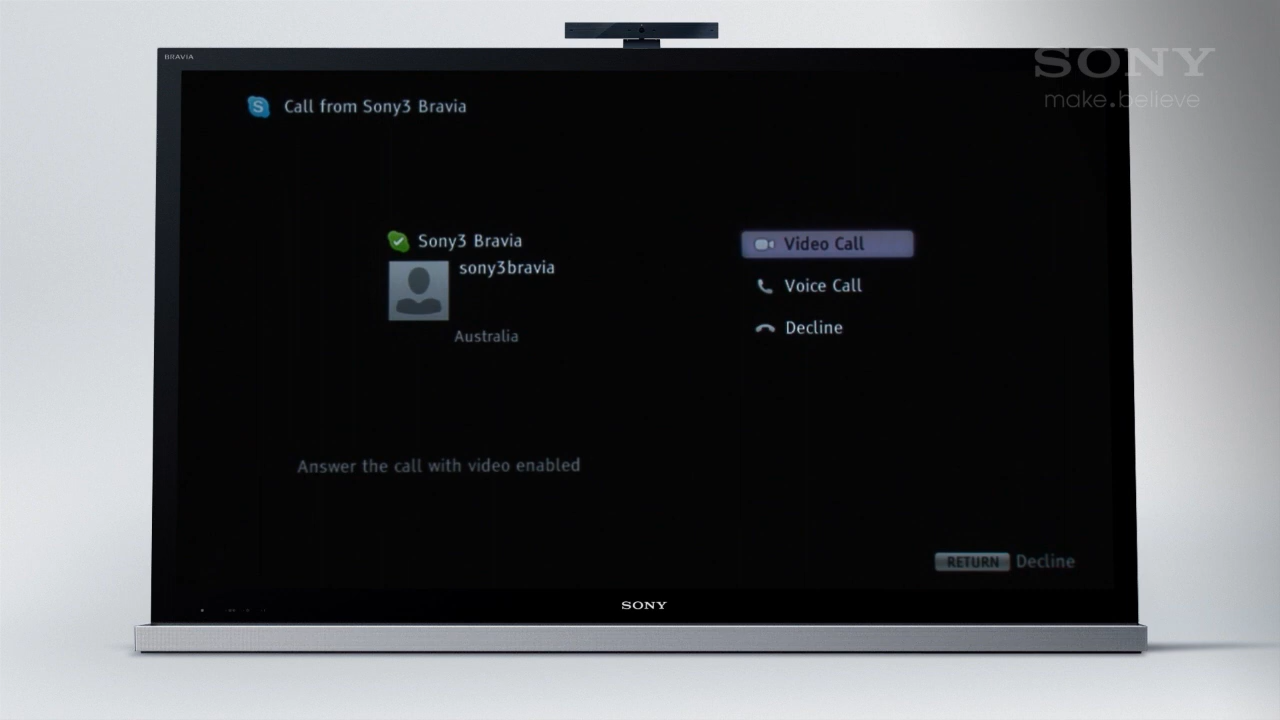 BRAVIA
SONY
make.believe
S Call from Sony3 Bravia
Sony3 Bravia
sony3bravia
Australia
Video Call
Voice Call
Decline
Answer the call with video enabled
RETURN Decline
SONY